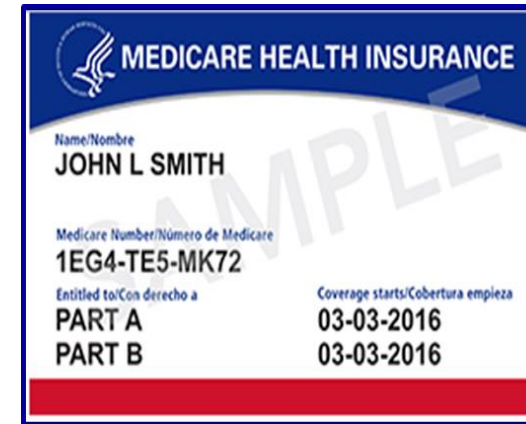 MEDICARE HEALTH INSURANCE
Name/Nombre
JOHN L SMITH
Medicare Number/Número de Medicare
1EG4-TE5-MK72
Entitled to/Con derecho a Coverage starts/Cobertura empieza
PART A 03-03-2016
PART B 03-03-2016
SAMPLE